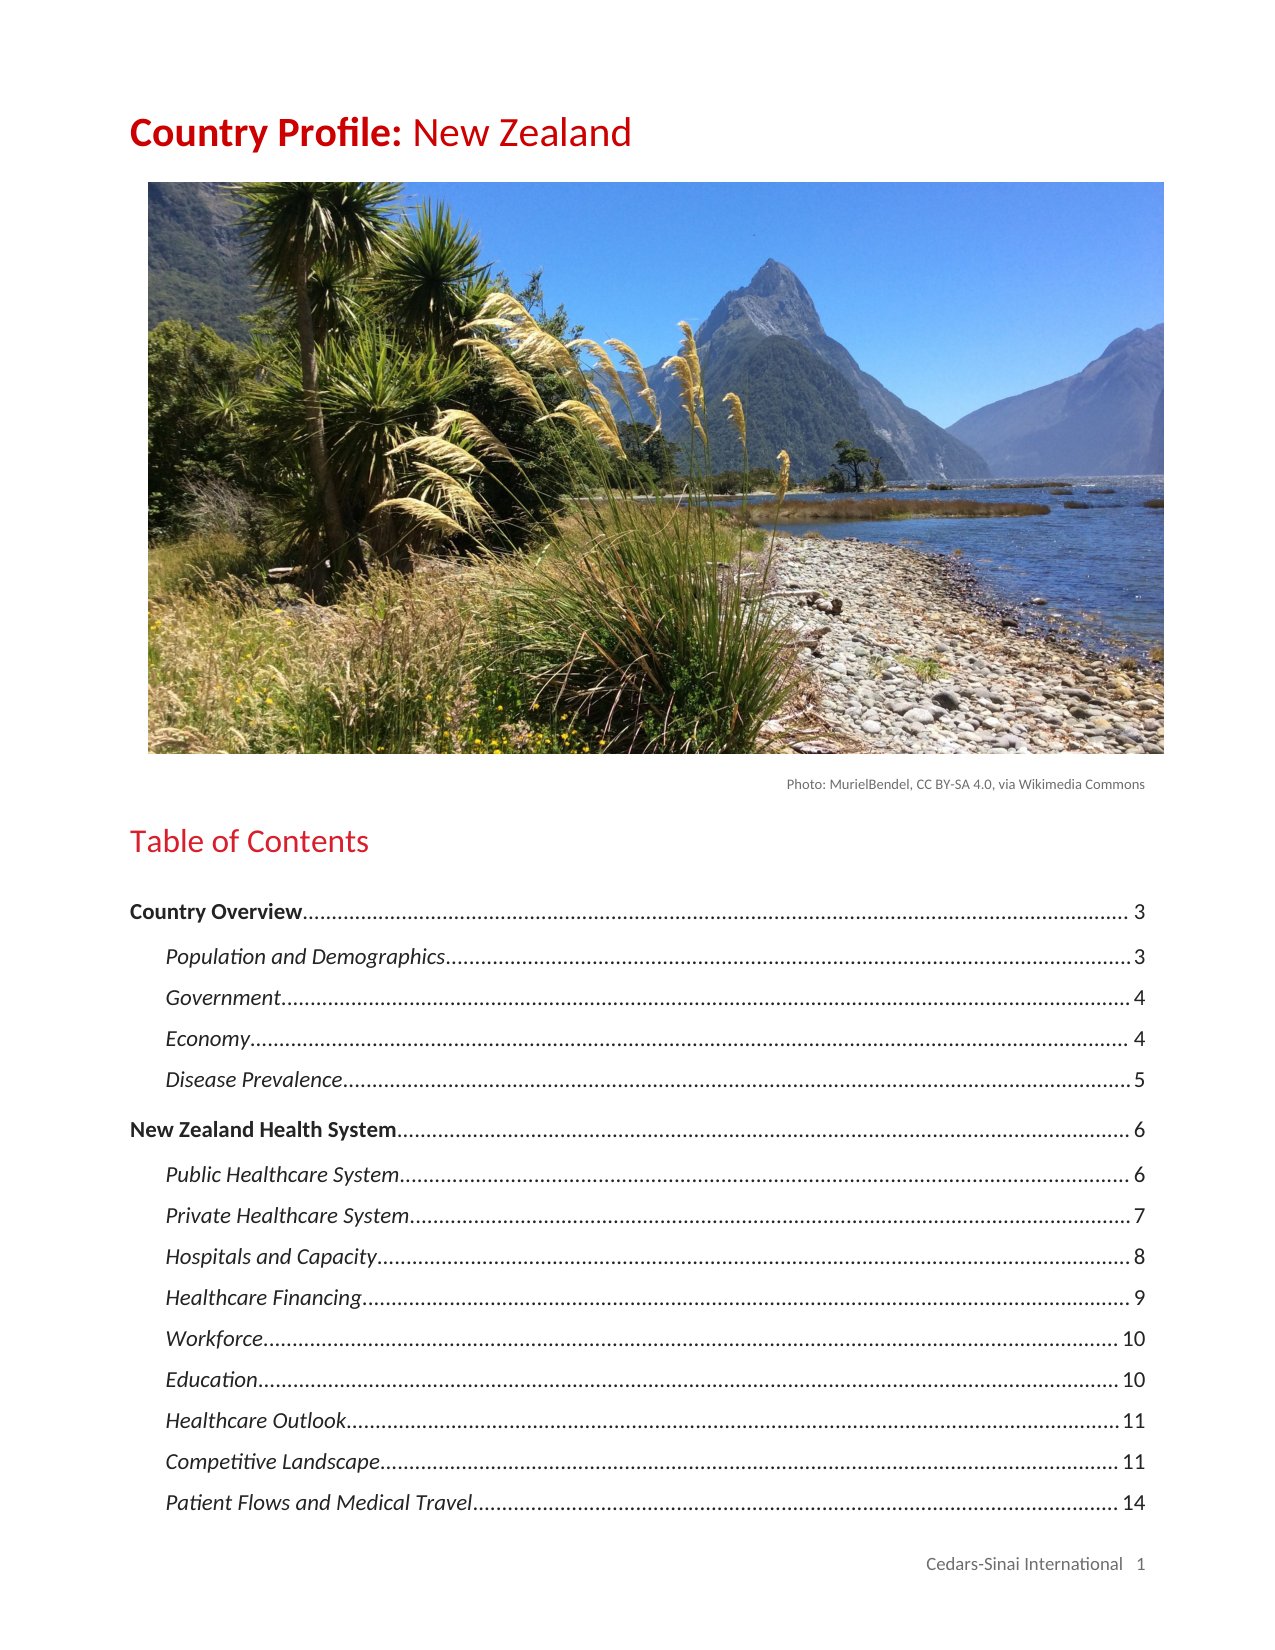 Country Profile: New Zealand
Photo: MurielBendel, CC BY-SA 4.0, via Wikimedia Commons
Table of Contents
Country Overview 3
Population and Demographics 3
Government 4
Economy 4
Disease Prevalence 5
New Zealand Health System 6
Public Healthcare System 6
Private Healthcare System 7
Hospitals and Capacity 8
Healthcare Financing 9
Workforce 10
Education 10
Healthcare Outlook 11
Competitive Landscape 11
Patient Flows and Medical Travel 14
Cedars-Sinai International 1